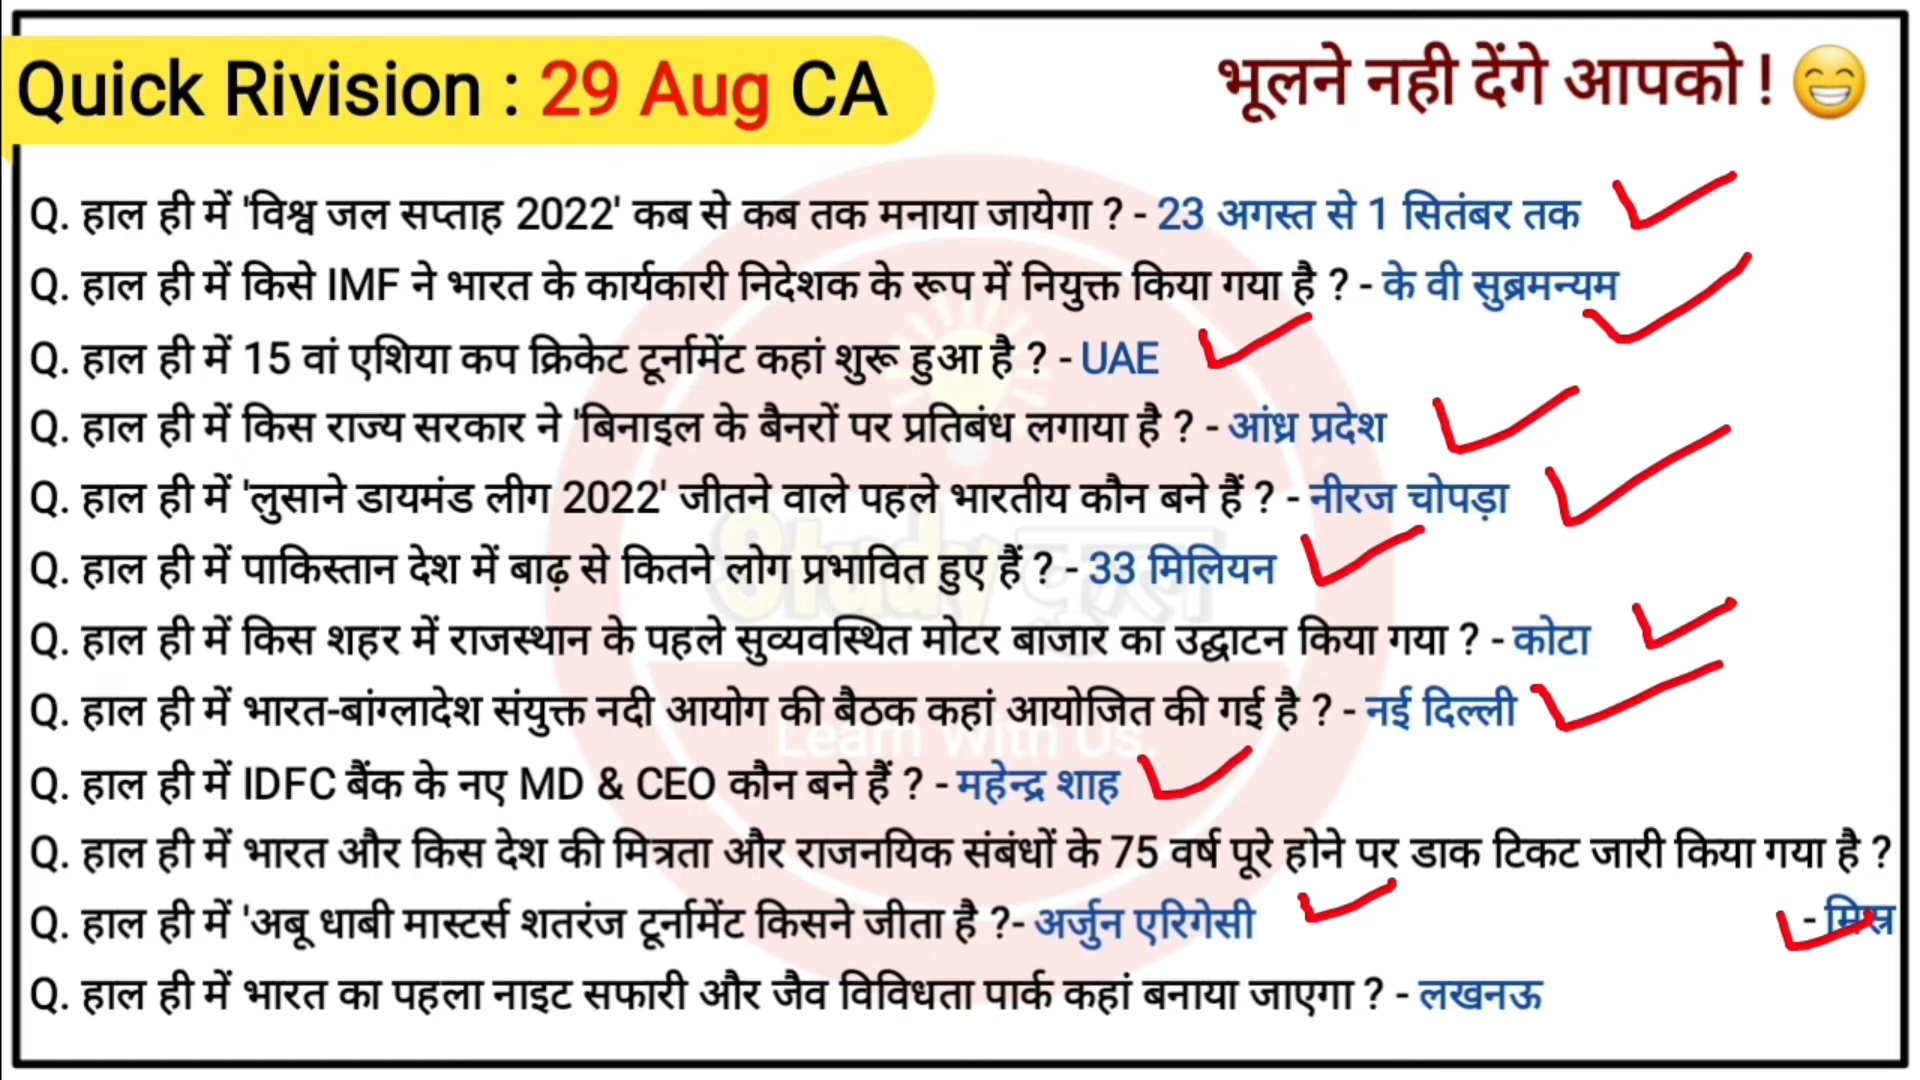 Quick Rivision : 29 Aug CA
भूलने नही देंगे आपको !
Q. हाल ही में 'विश्व जल सप्ताह 2022' कब से कब तक मनाया जायेगा ? - 23 अगस्त से 1 सितंबर तक
Q. हाल ही में किसे IMF ने भारत के कार्यकारी निदेशक के रूप में नियुक्त किया गया है ? - के वी सुब्रमन्यम
Q. हाल ही में 15 वां एशिया कप क्रिकेट टूर्नामेंट कहां शुरू हुआ है ? - UAE
Q. हाल ही में किस राज्य सरकार ने 'बिनाइल के बैनरों पर प्रतिबंध लगाया है ? - आंध्र प्रदेश
Q. हाल ही में 'लुसाने डायमंड लीग 2022' जीतने वाले पहले भारतीय कौन बने हैं ? - नीरज चोपड़ा
Q. हाल ही में पाकिस्तान देश में बाढ़ से कितने लोग प्रभावित हुए हैं ? - 33 मिलियन
Q. हाल ही में किस शहर में राजस्थान के पहले सुव्यवस्थित मोटर बाजार का उद्घाटन किया गया ? - कोटा
Q. हाल ही में भारत-बांग्लादेश संयुक्त नदी आयोग की बैठक कहां आयोजित की गई है ? - नई दिल्ली
Q. हाल ही में IDFC बैंक के नए MD & CEO कौन बने हैं ? - महेन्द्र शाह
Q. हाल ही में भारत और किस देश की मित्रता और राजनयिक संबंधों के 75 वर्ष पूरे होने पर डाक टिकट जारी किया गया है ?
- मिस्र
Q. हाल ही में 'अबू धाबी मास्टर्स शतरंज टूर्नामेंट किसने जीता है ?- अर्जुन एरिगेसी
Q. हाल ही में भारत का पहला नाइट सफारी और जैव विविधता पार्क कहां बनाया जाएगा ? - लखनऊ
Study
Learn With Us.